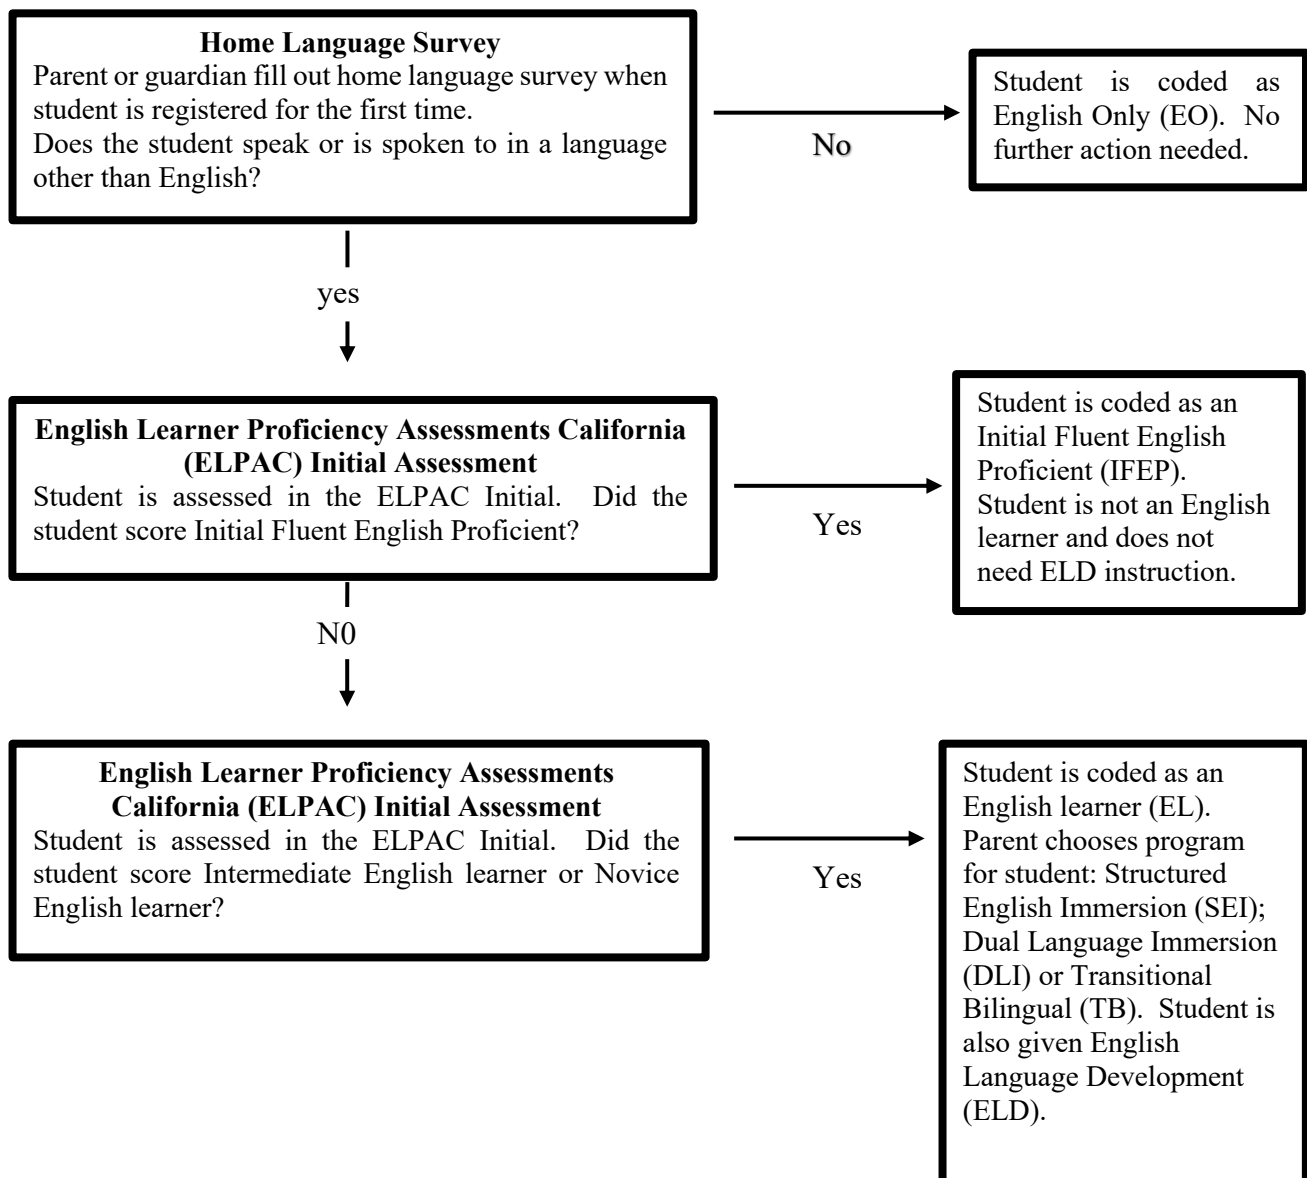 Home Language Survey
Parent or guardian fill out home language survey when
student is registered for the first time.
Does the student speak or is spoken to in a language
other than English?
No
Student is coded as
English Only (EO). No
further action needed.
yes
English Learner Proficiency Assessments California
(ELPAC) Initial Assessment
Student is assessed in the ELPAC Initial. Did the
student score Initial Fluent English Proficient?
Yes
Student is coded as an
Initial Fluent English
Proficient (IFEP).
Student is not an English
learner and does not
need ELD instruction.
N0
English Learner Proficiency Assessments
California (ELPAC) Initial Assessment
Student is assessed in the ELPAC Initial. Did the
student score Intermediate English learner or Novice
English learner?
Yes
Student is coded as an
English learner (EL).
Parent chooses program
for student: Structured
English Immersion (SEI);
Dual Language Immersion
(DLI) or Transitional
Bilingual (TB). Student is
also given English
Language Development
(ELD).